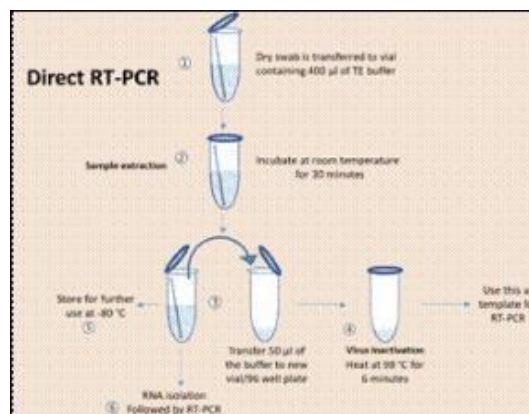 ①
Dry swab is transferred to vial
containing 400 µl of TE buffer
Direct RT-PCR
②
Sample extraction
Incubate at room temperature
for 30 minutes
③
Store for further
use at -80 °C
⑤
Transfer 50 µl of
the buffer to new
vial/96 well plate
④
Virus inactivation
Heat at 98 °C for
6 minutes
Use this
template
RT-PCR
⑥
RNA isolation
Followed by RT-PCR